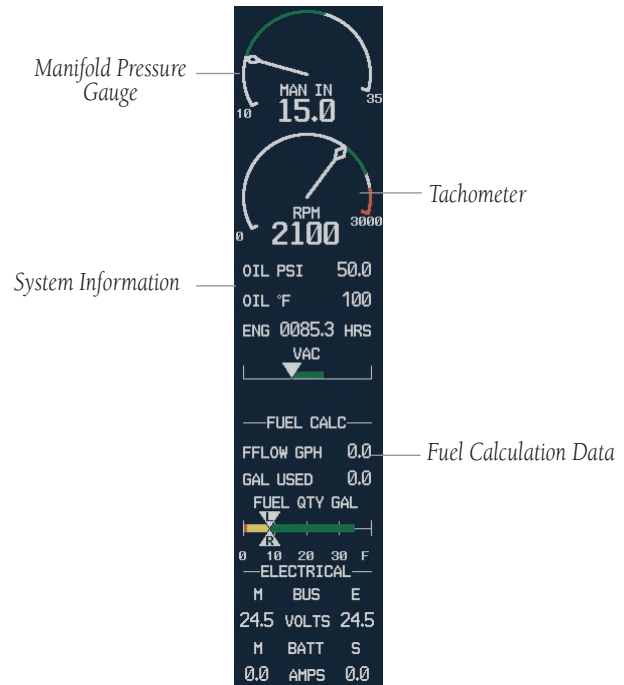 Manifold Pressure
Gauge
MAN IN
15.0
10
35
Tachometer
RPM
2100
0
3000
System Information
OIL PSI 50.0
OIL °F 100
ENG 0085.3 HRS
VAC
FUEL CALC
FFLOW GPH 0.0
Fuel Calculation Data
GAL USED 0.0
FUEL QTY GAL
L
R
0 10 20 30 F
ELECTRICAL
M BUS E
24.5 VOLTS 24.5
M BATT S
0.0 AMPS 0.0